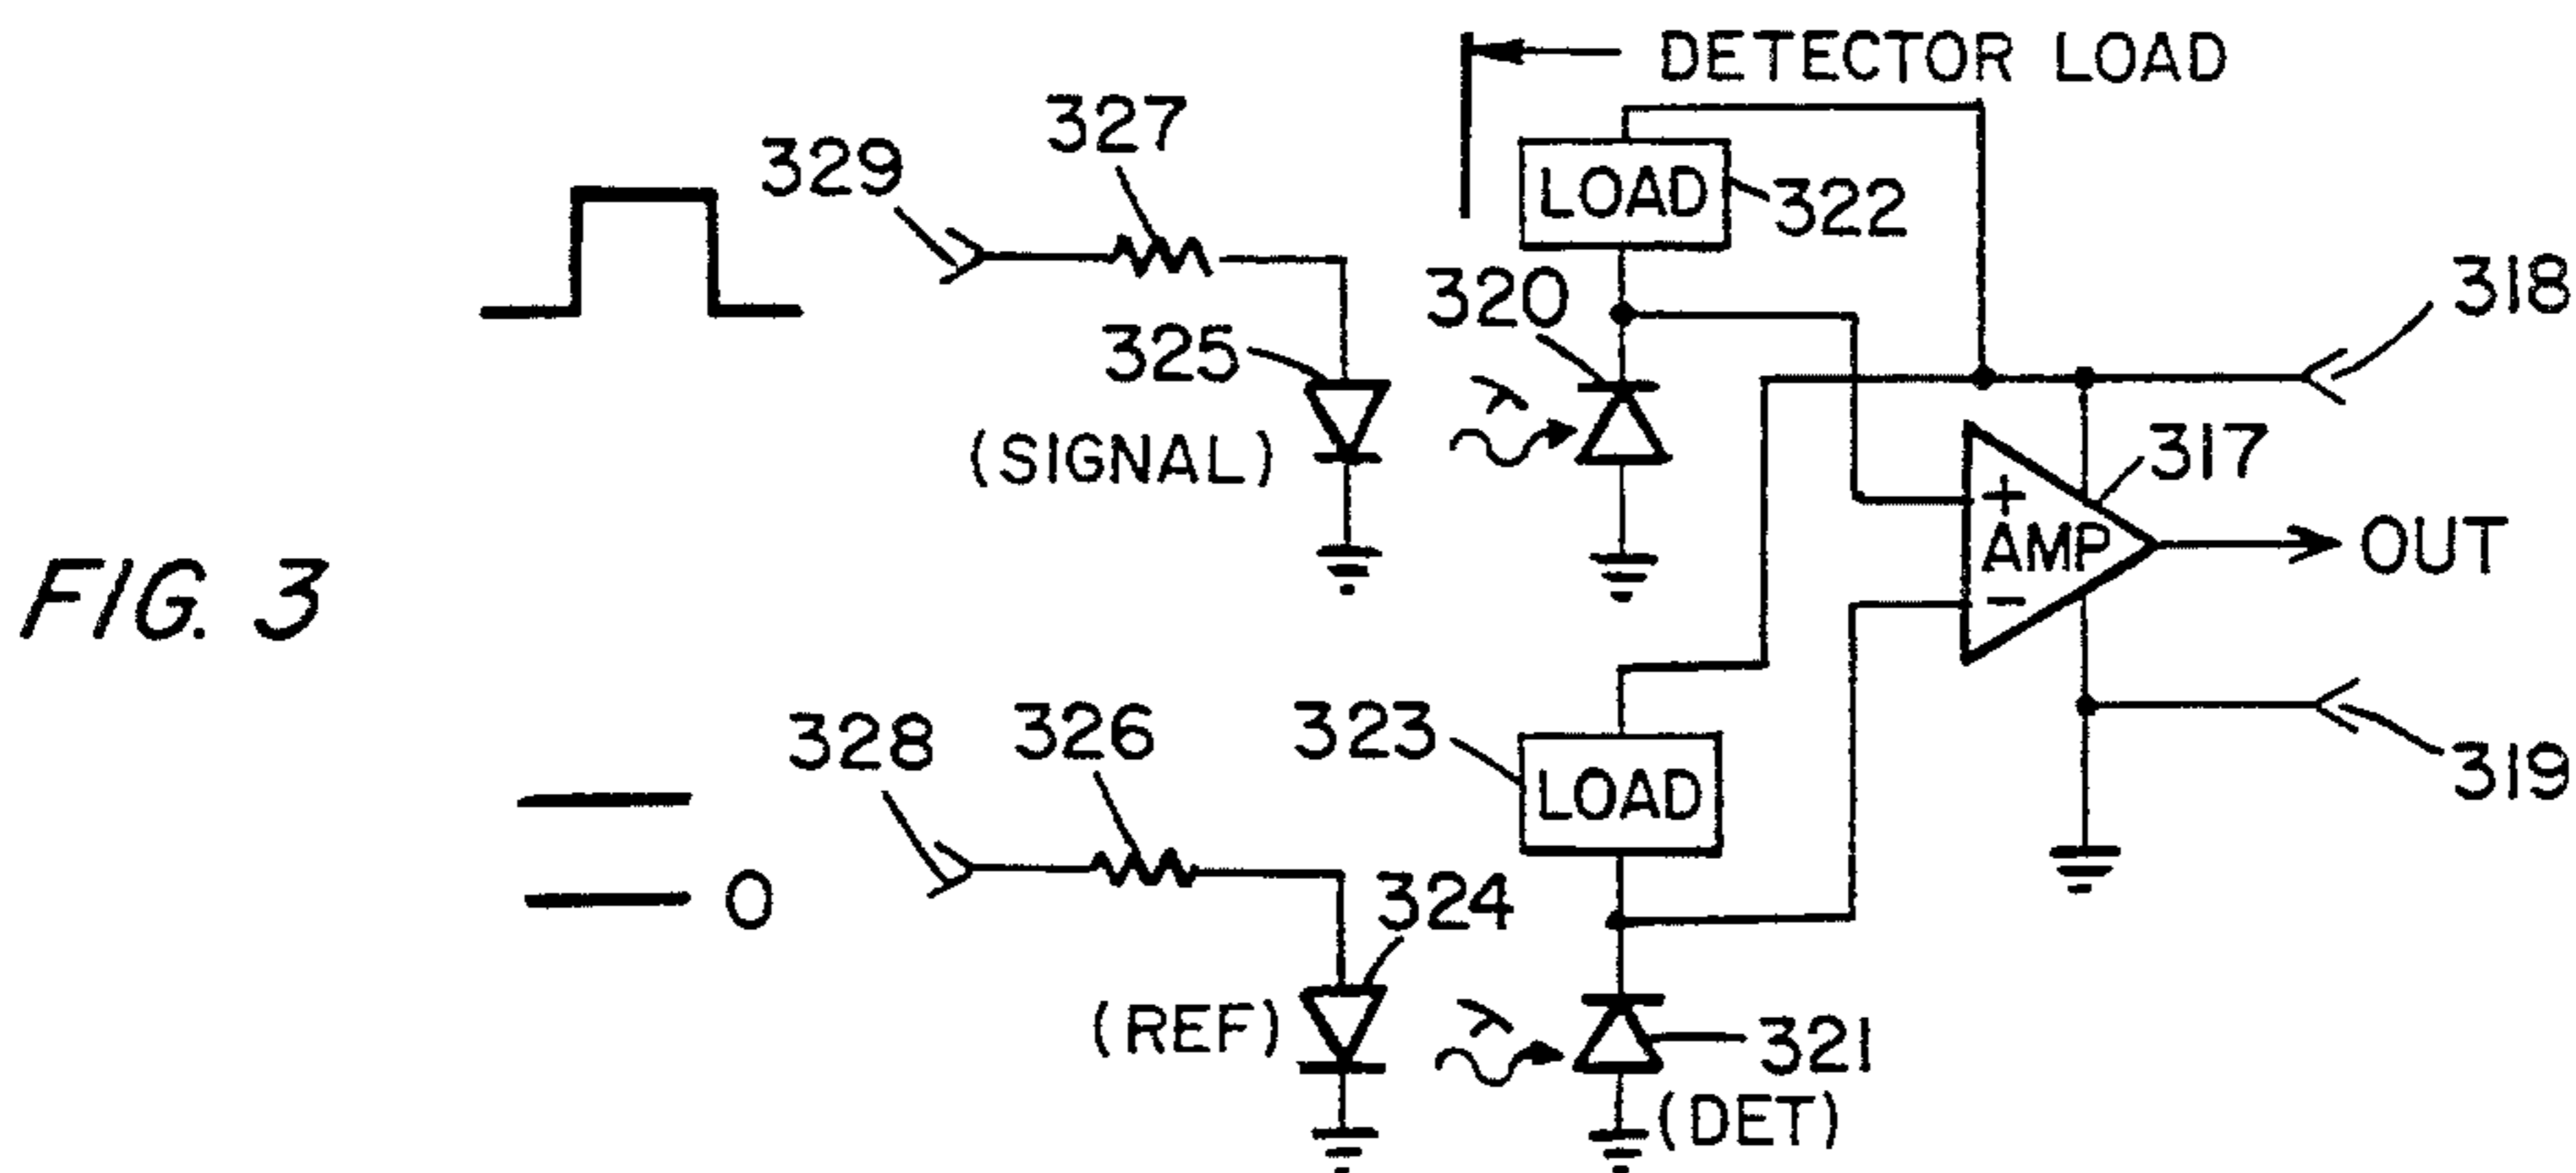 DETECTOR LOAD
327
329
LOAD
322
318
320
325
(SIGNAL)
317
+
AMP
-
OUT
FIG. 3
328
326
323
LOAD
319
0
324
(REF)
λ
λ
321
(DET)